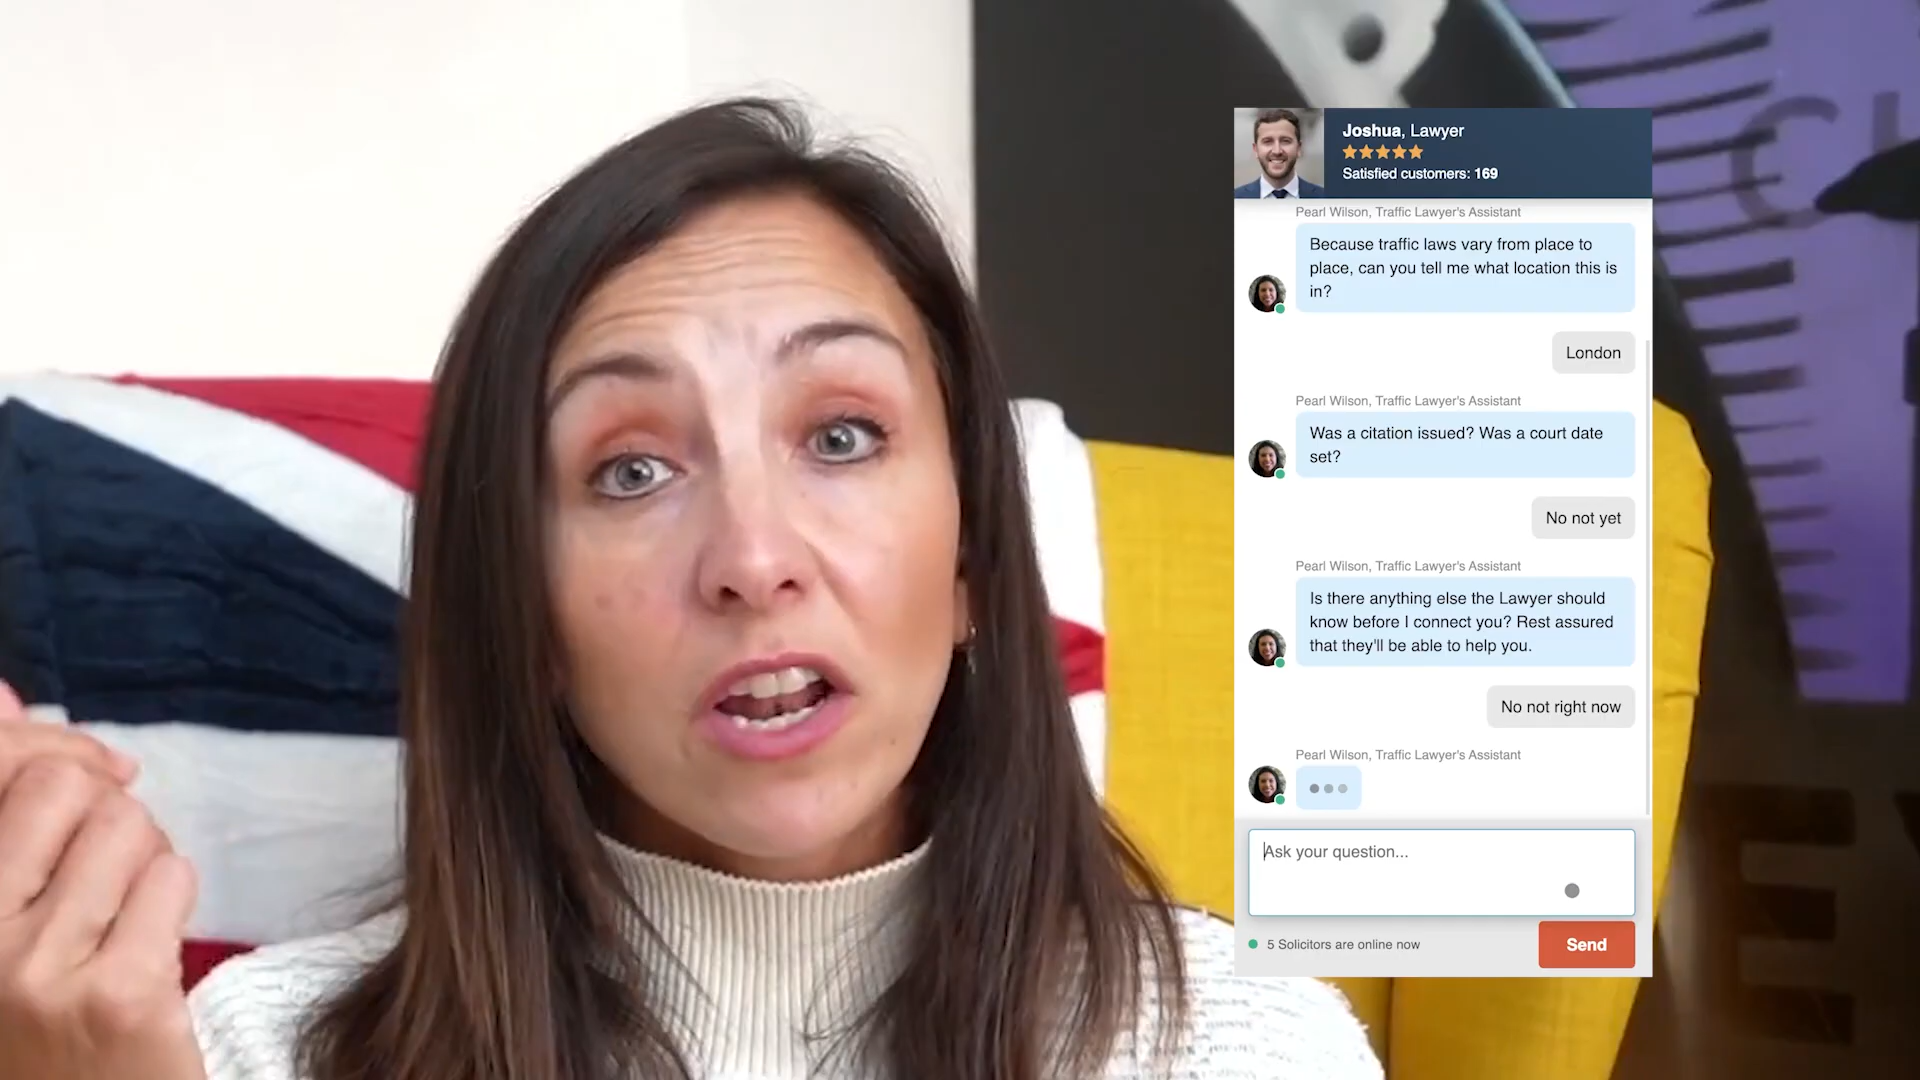 Joshua, Lawyer
Satisfied customers: 169
Pearl Wilson, Traffic Lawyer's Assistant
Because traffic laws vary from place to
place, can you tell me what location this is
in?
London
Pearl Wilson, Traffic Lawyer's Assistant
Was a citation issued? Was a court date
set?
No not yet
Pearl Wilson, Traffic Lawyer's Assistant
Is there anything else the Lawyer should
know before I connect you? Rest assured
that they'll be able to help you.
No not right now
Pearl Wilson, Traffic Lawyer's Assistant
Ask your question...
5 Solicitors are online now
Send